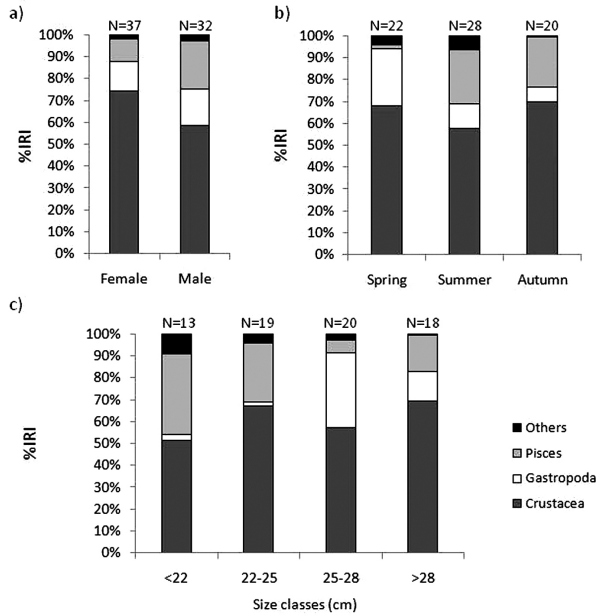 a)
N=37 N=32
100%
90%
80%
70%
60%
50%
40%
30%
20%
10%
0%
%IRI
Female Male
b)
N=22 N=28 N=20
100%
90%
80%
70%
60%
50%
40%
30%
20%
10%
0%
%IRI
Spring Summer Autumn
c)
N=13 N=19 N=20 N=18
100%
90%
80%
70%
60%
50%
40%
30%
20%
10%
0%
%IRI
<22 22-25 25-28 >28
Size classes (cm)
Others
Pisces
Gastropoda
Crustacea